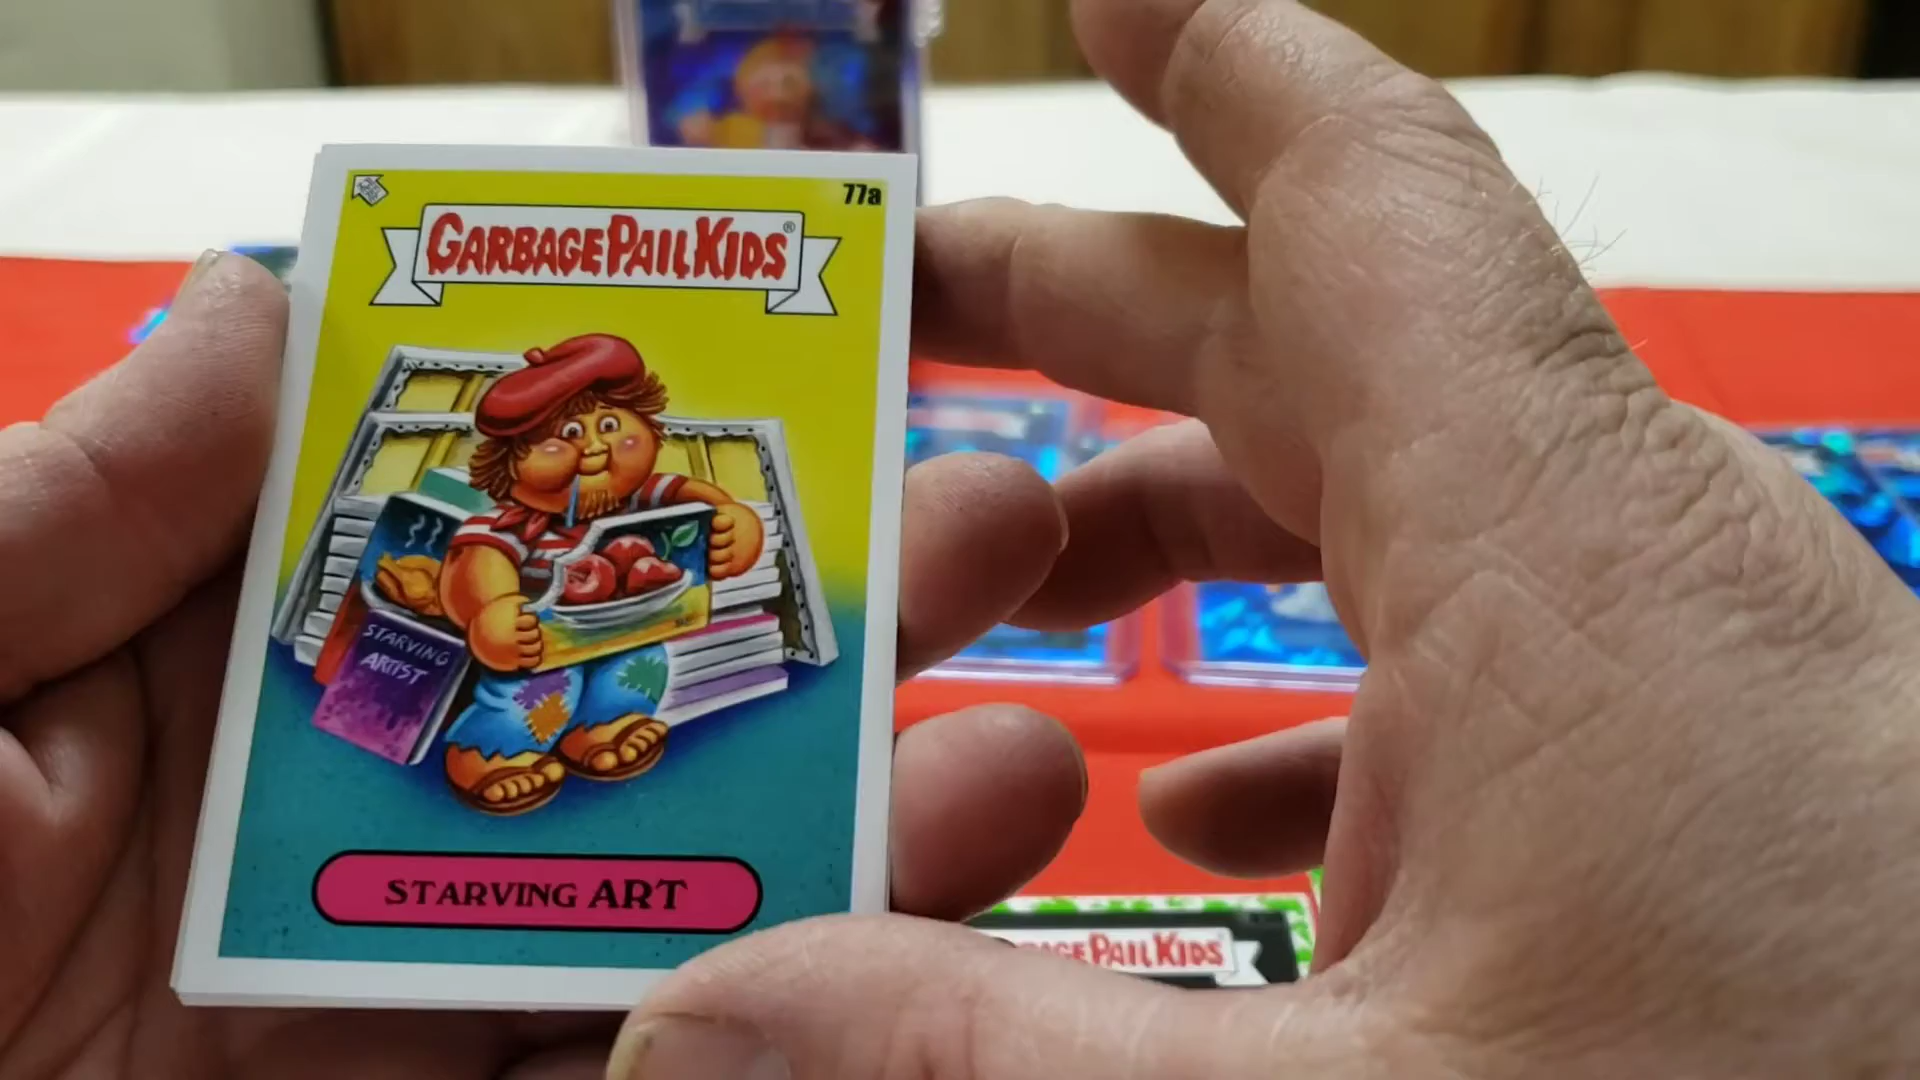 77a
GARBAGE PAIL KIDS®
STARVING
ARTIST
STARVING ART
PAIL KIDS